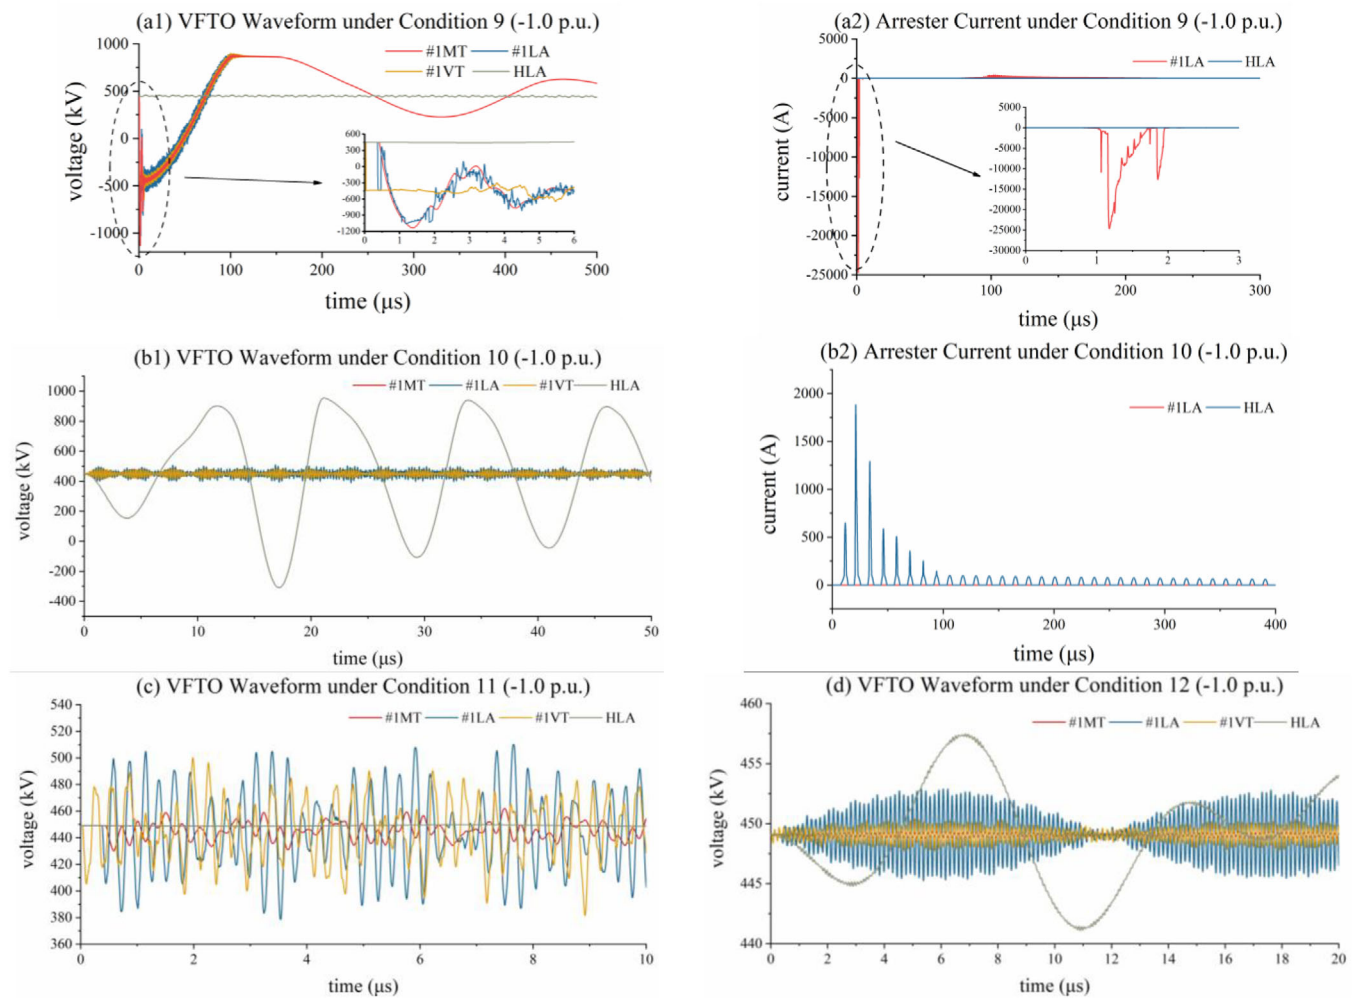 (a1) VFTO Waveform under Condition 9 (-1.0 p.u.)
#1MT #1LA
#1VT HLA
1000
500
0
-500
-1000
voltage (kV)
600
300
0
-300
-600
-900
-1200
0 1 2 3 4 5 6
0 100 200 300 400 500
time (μs)
(a2) Arrester Current under Condition 9 (-1.0 p.u.)
#1LA HLA
5000
0
-5000
-10000
-15000
-20000
-25000
current (A)
5000
0
-5000
-10000
-15000
-20000
-25000
-30000
0 1 2 3
0 100 200 300
time (μs)
(b1) VFTO Waveform under Condition 10 (-1.0 p.u.)
#1MT #1LA #1VT HLA
1000
800
600
400
200
0
-200
-400
voltage (kV)
0 10 20 30 40 50
time (μs)
(b2) Arrester Current under Condition 10 (-1.0 p.u.)
#1LA HLA
2000
1500
1000
500
0
current (A)
0 100 200 300 400
time (μs)
(c) VFTO Waveform under Condition 11 (-1.0 p.u.)
#1MT #1LA #1VT HLA
540
520
500
480
460
440
420
400
380
360
voltage (kV)
0 2 4 6 8 10
time (μs)
(d) VFTO Waveform under Condition 12 (-1.0 p.u.)
#1MT #1LA #1VT HLA
460
455
450
445
440
voltage (kV)
0 2 4 6 8 10 12 14 16 18 20
time (μs)